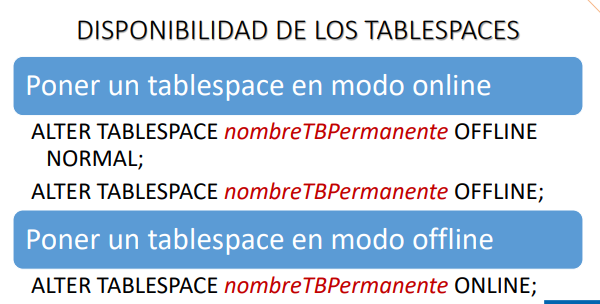 DISPONIBILIDAD DE LOS TABLESPACES
Poner un tablespace en modo online
ALTER TABLESPACE nombreTBPermanente OFFLINE
NORMAL;
ALTER TABLESPACE nombreTBPermanente OFFLINE;
Poner un tablespace en modo offline
ALTER TABLESPACE nombreTBPermanente ONLINE;